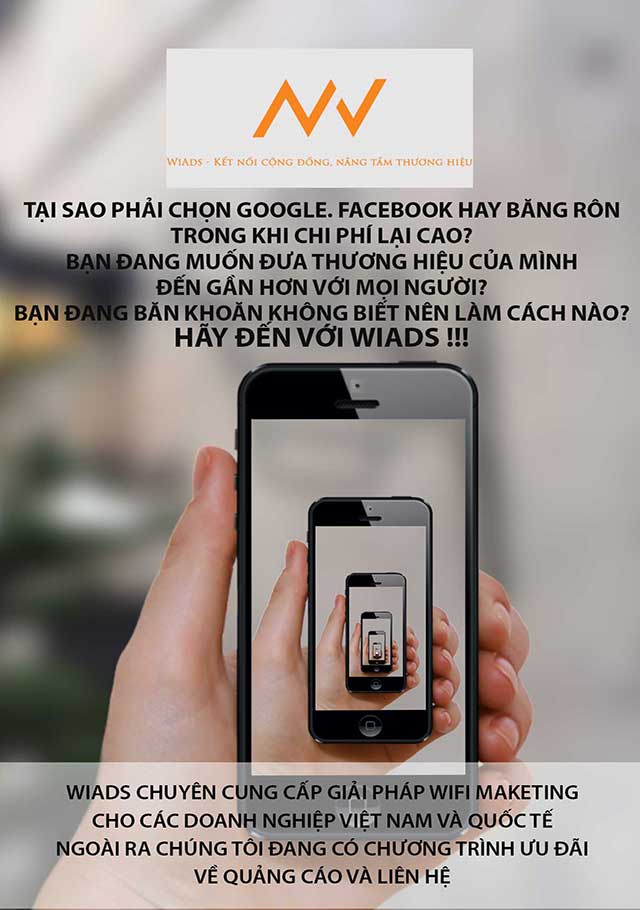 WiAds - Kết nối cộng đồng, nâng tầm thương hiệu
TẠI SAO PHẢI CHỌN GOOGLE. FACEBOOK HAY BĂNG RÔN
TRONG KHI CHI PHÍ LẠI CAO?
BẠN ĐANG MUỐN ĐƯA THƯƠNG HIỆU CỦA MÌNH
ĐẾN GẦN HƠN VỚI MỌI NGƯỜI?
BẠN ĐANG BĂN KHOĂN KHÔNG BIẾT NÊN LÀM CÁCH NÀO?
HÃY ĐẾN VỚI WIADS !!!
WIADS CHUYÊN CUNG CẤP GIẢI PHÁP WIFI MAKETING
CHO CÁC DOANH NGHIỆP VIỆT NAM VÀ QUỐC TẾ
NGOÀI RA CHÚNG TÔI ĐANG CÓ CHƯƠNG TRÌNH ƯU ĐÃI
VỀ QUẢNG CÁO VÀ LIÊN HỆ